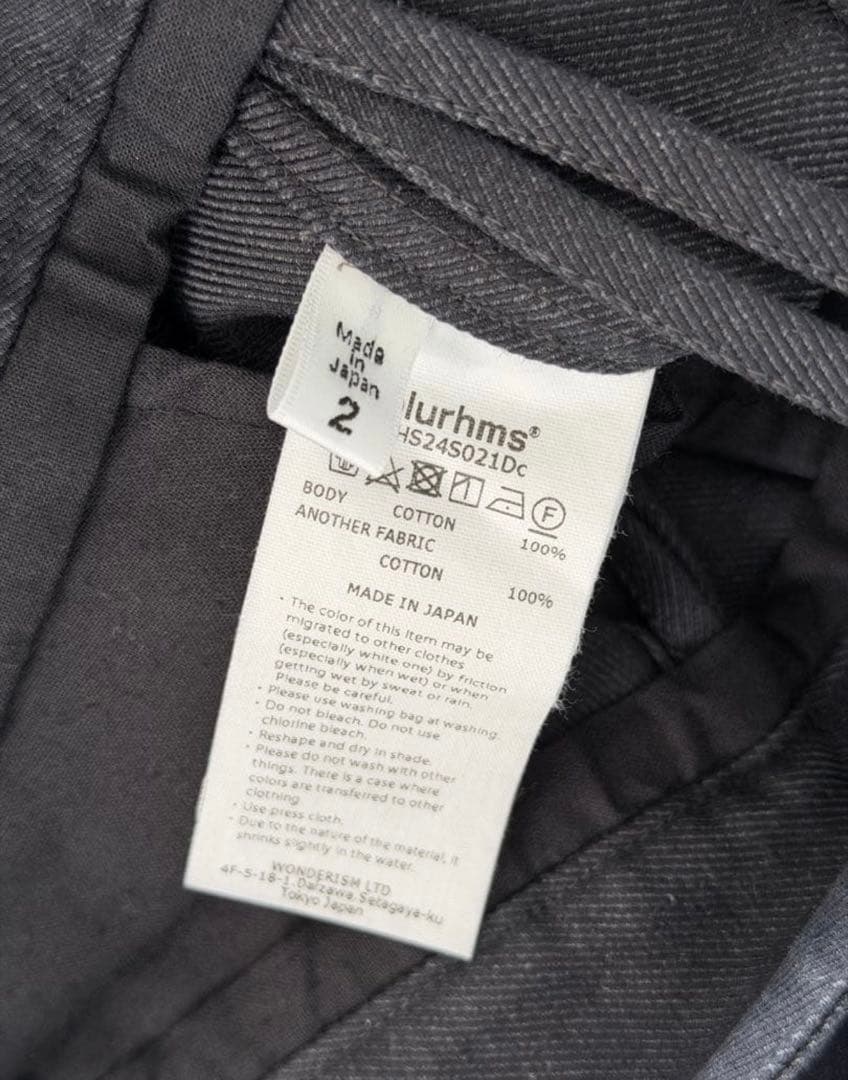 Made
in
Japan
2
lurhms®
HS24S021Dc
F
BODY
COTTON 100%
ANOTHER FABRIC
COTTON 100%
MADE IN JAPAN
· The color of this item may be
migrated to other clothes
(especially white one) by friction
(especially when wet) or when
getting wet by sweat or rain.
Please be careful.
· Please use washing bag at washing.
· Do not bleach. Do not use
chlorine bleach.
· Reshape and dry in shade.
· Please do not wash with other
things. There is a case where
colors are transferred to other
clothing.
· Use press cloth.
· Due to the nature of the material, it
shrinks slightly in the water.
WONDERISM LTD
4F-5-18-1.Daizawa.Setagaya-ku
Tokyo Japan